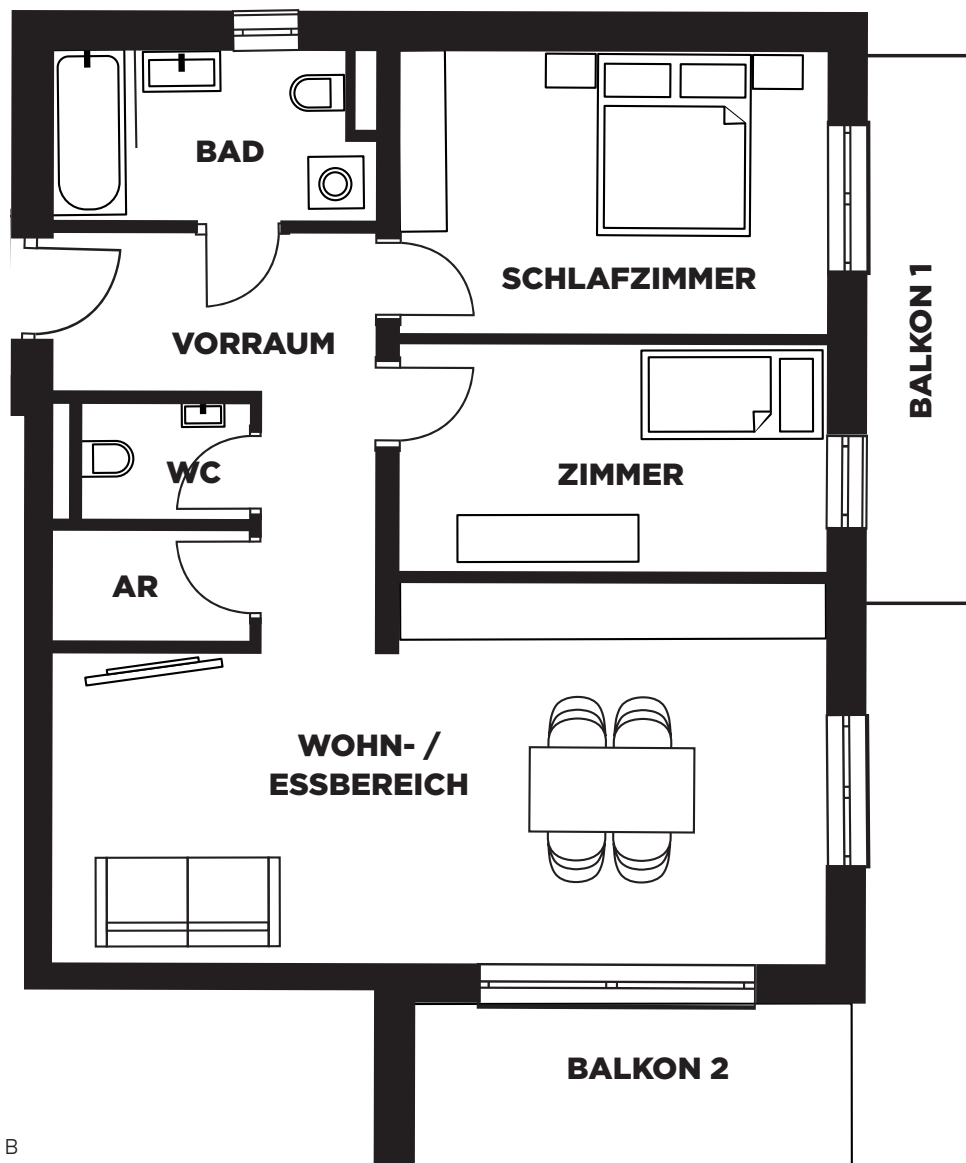 BAD
SCHLAFZIMMER
BALKON 1
VORRAUM
ZIMMER
WC
AR
WOHN- /
ESSBEREICH
BALKON 2
B